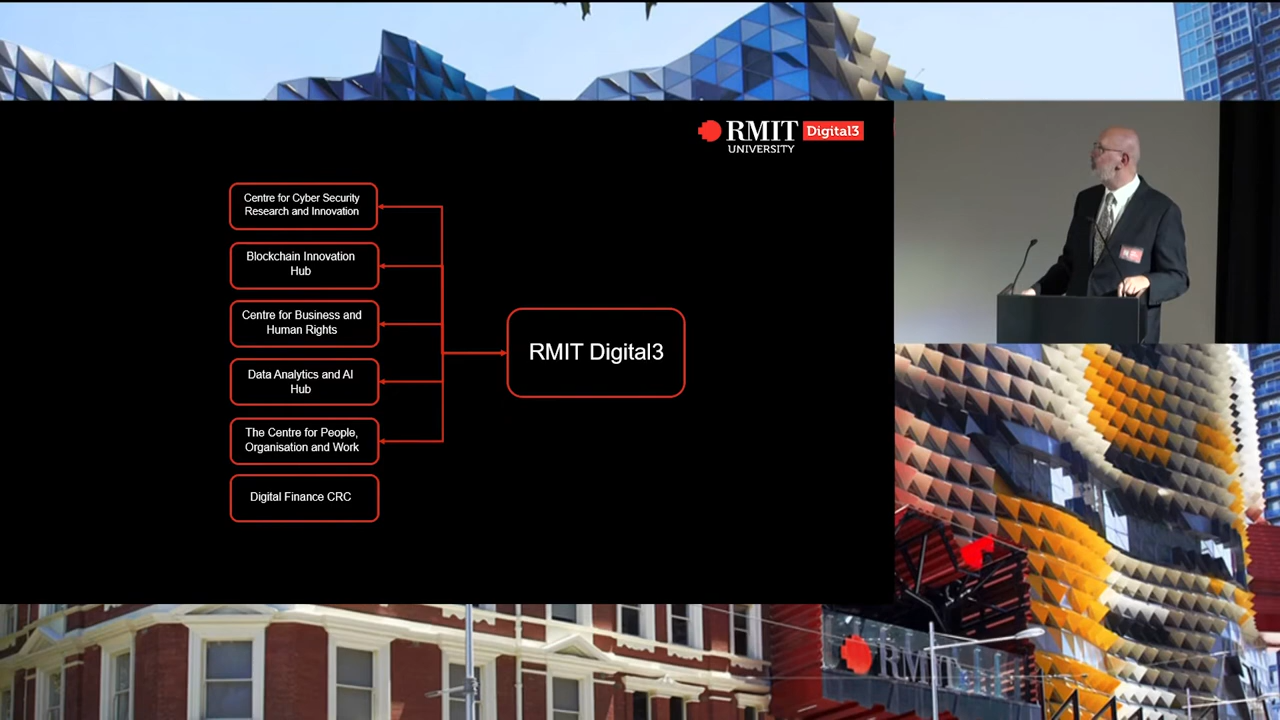 RMIT Digital3
UNIVERSITY
Centre for Cyber Security
Research and Innovation
Blockchain Innovation
Hub
Centre for Business and
Human Rights
Data Analytics and AI
Hub
The Centre for People,
Organisation and Work
Digital Finance CRC
RMIT Digital3
RMIT